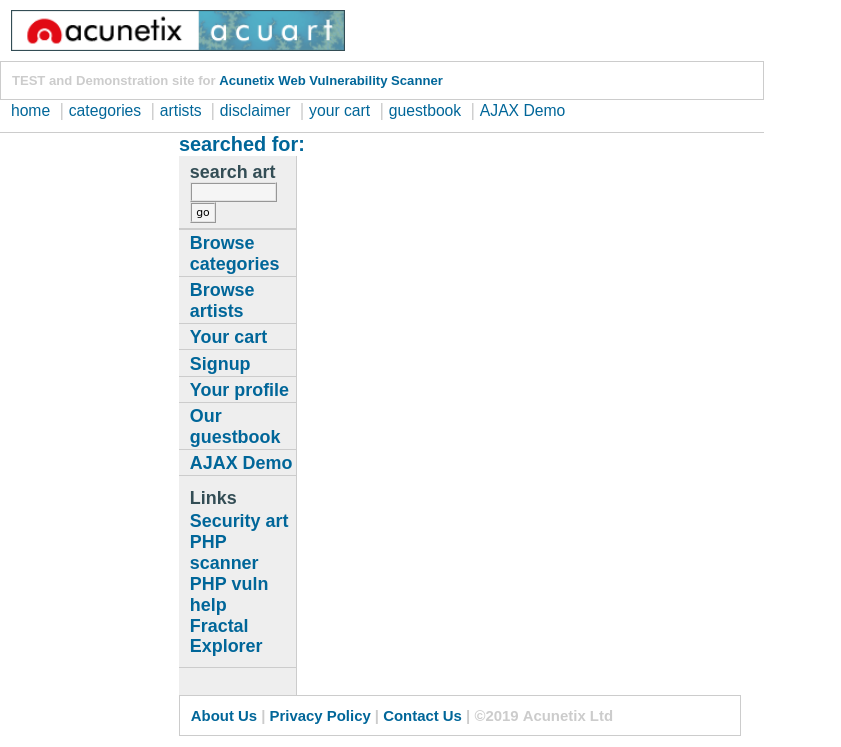 acunetix acuart
TEST and Demonstration site for Acunetix Web Vulnerability Scanner
home | categories | artists | disclaimer | your cart | guestbook | AJAX Demo
searched for:
search art
go
Browse
categories
Browse
artists
Your cart
Signup
Your profile
Our
guestbook
AJAX Demo
Links
Security art
PHP
scanner
PHP vuln
help
Fractal
Explorer
About Us | Privacy Policy | Contact Us | ©2019 Acunetix Ltd